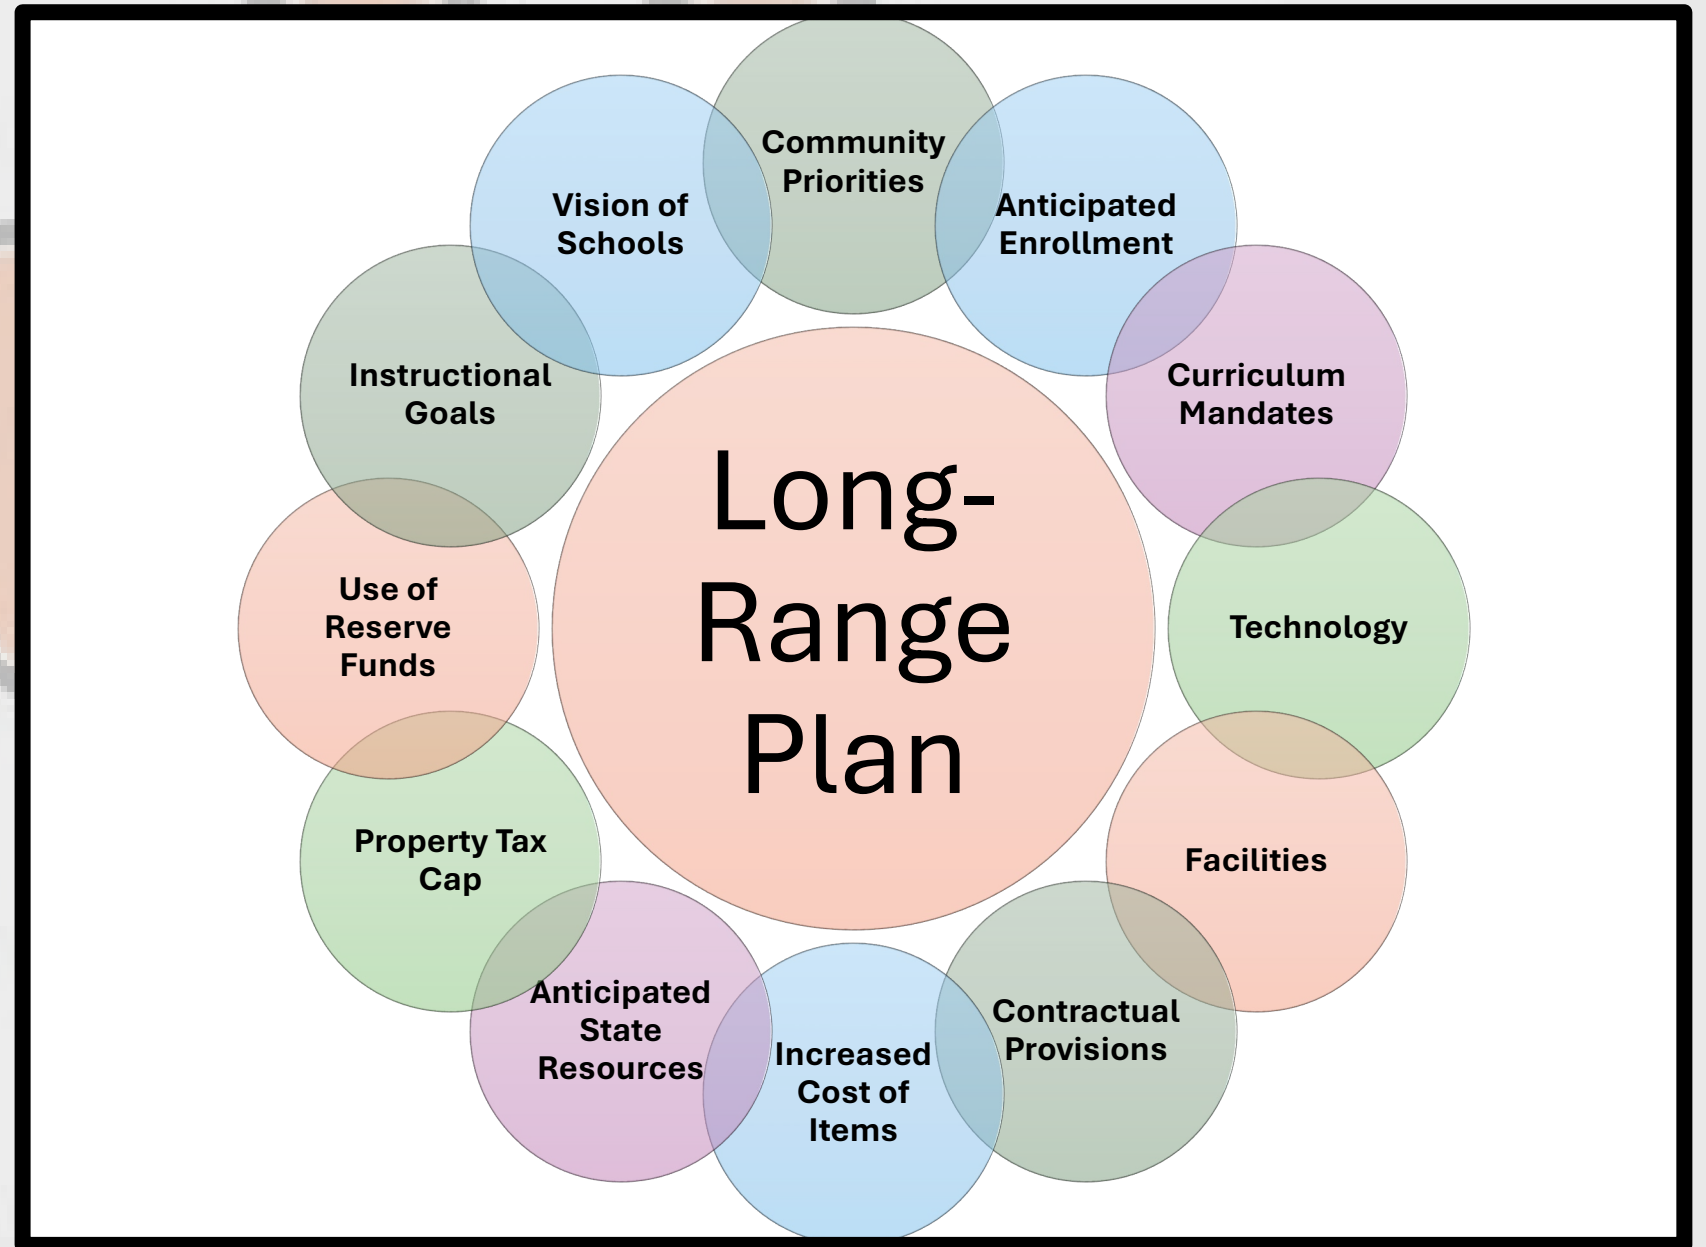 Community
Priorities
Anticipated
Enrollment
Curriculum
Mandates
Technology
Facilities
Contractual
Provisions
Increased
Cost of
Items
Anticipated
State
Resources
Property Tax
Cap
Use of
Reserve
Funds
Instructional
Goals
Vision of
Schools
Long-
Range
Plan